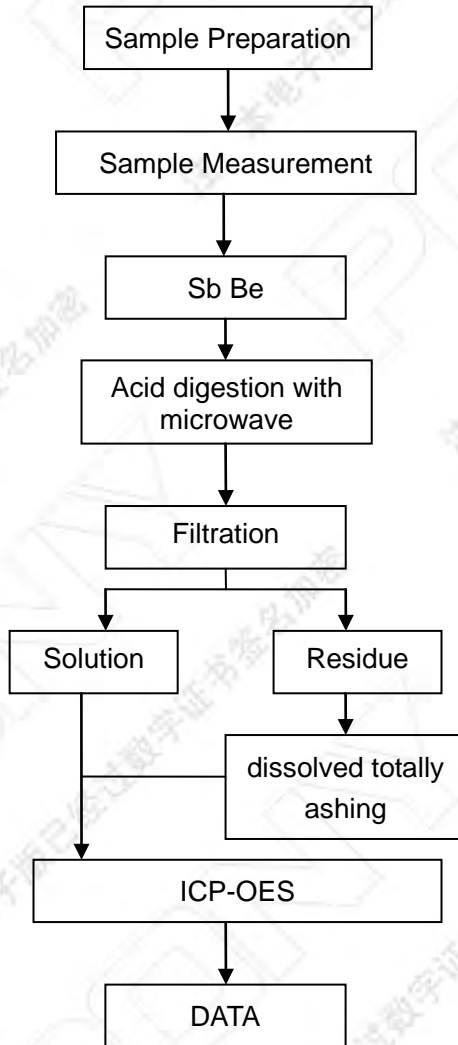 Sample Preparation
Sample Measurement
Sb Be
Acid digestion with
microwave
Filtration
Solution
Residue
dissolved totally
ashing
ICP-OES
DATA